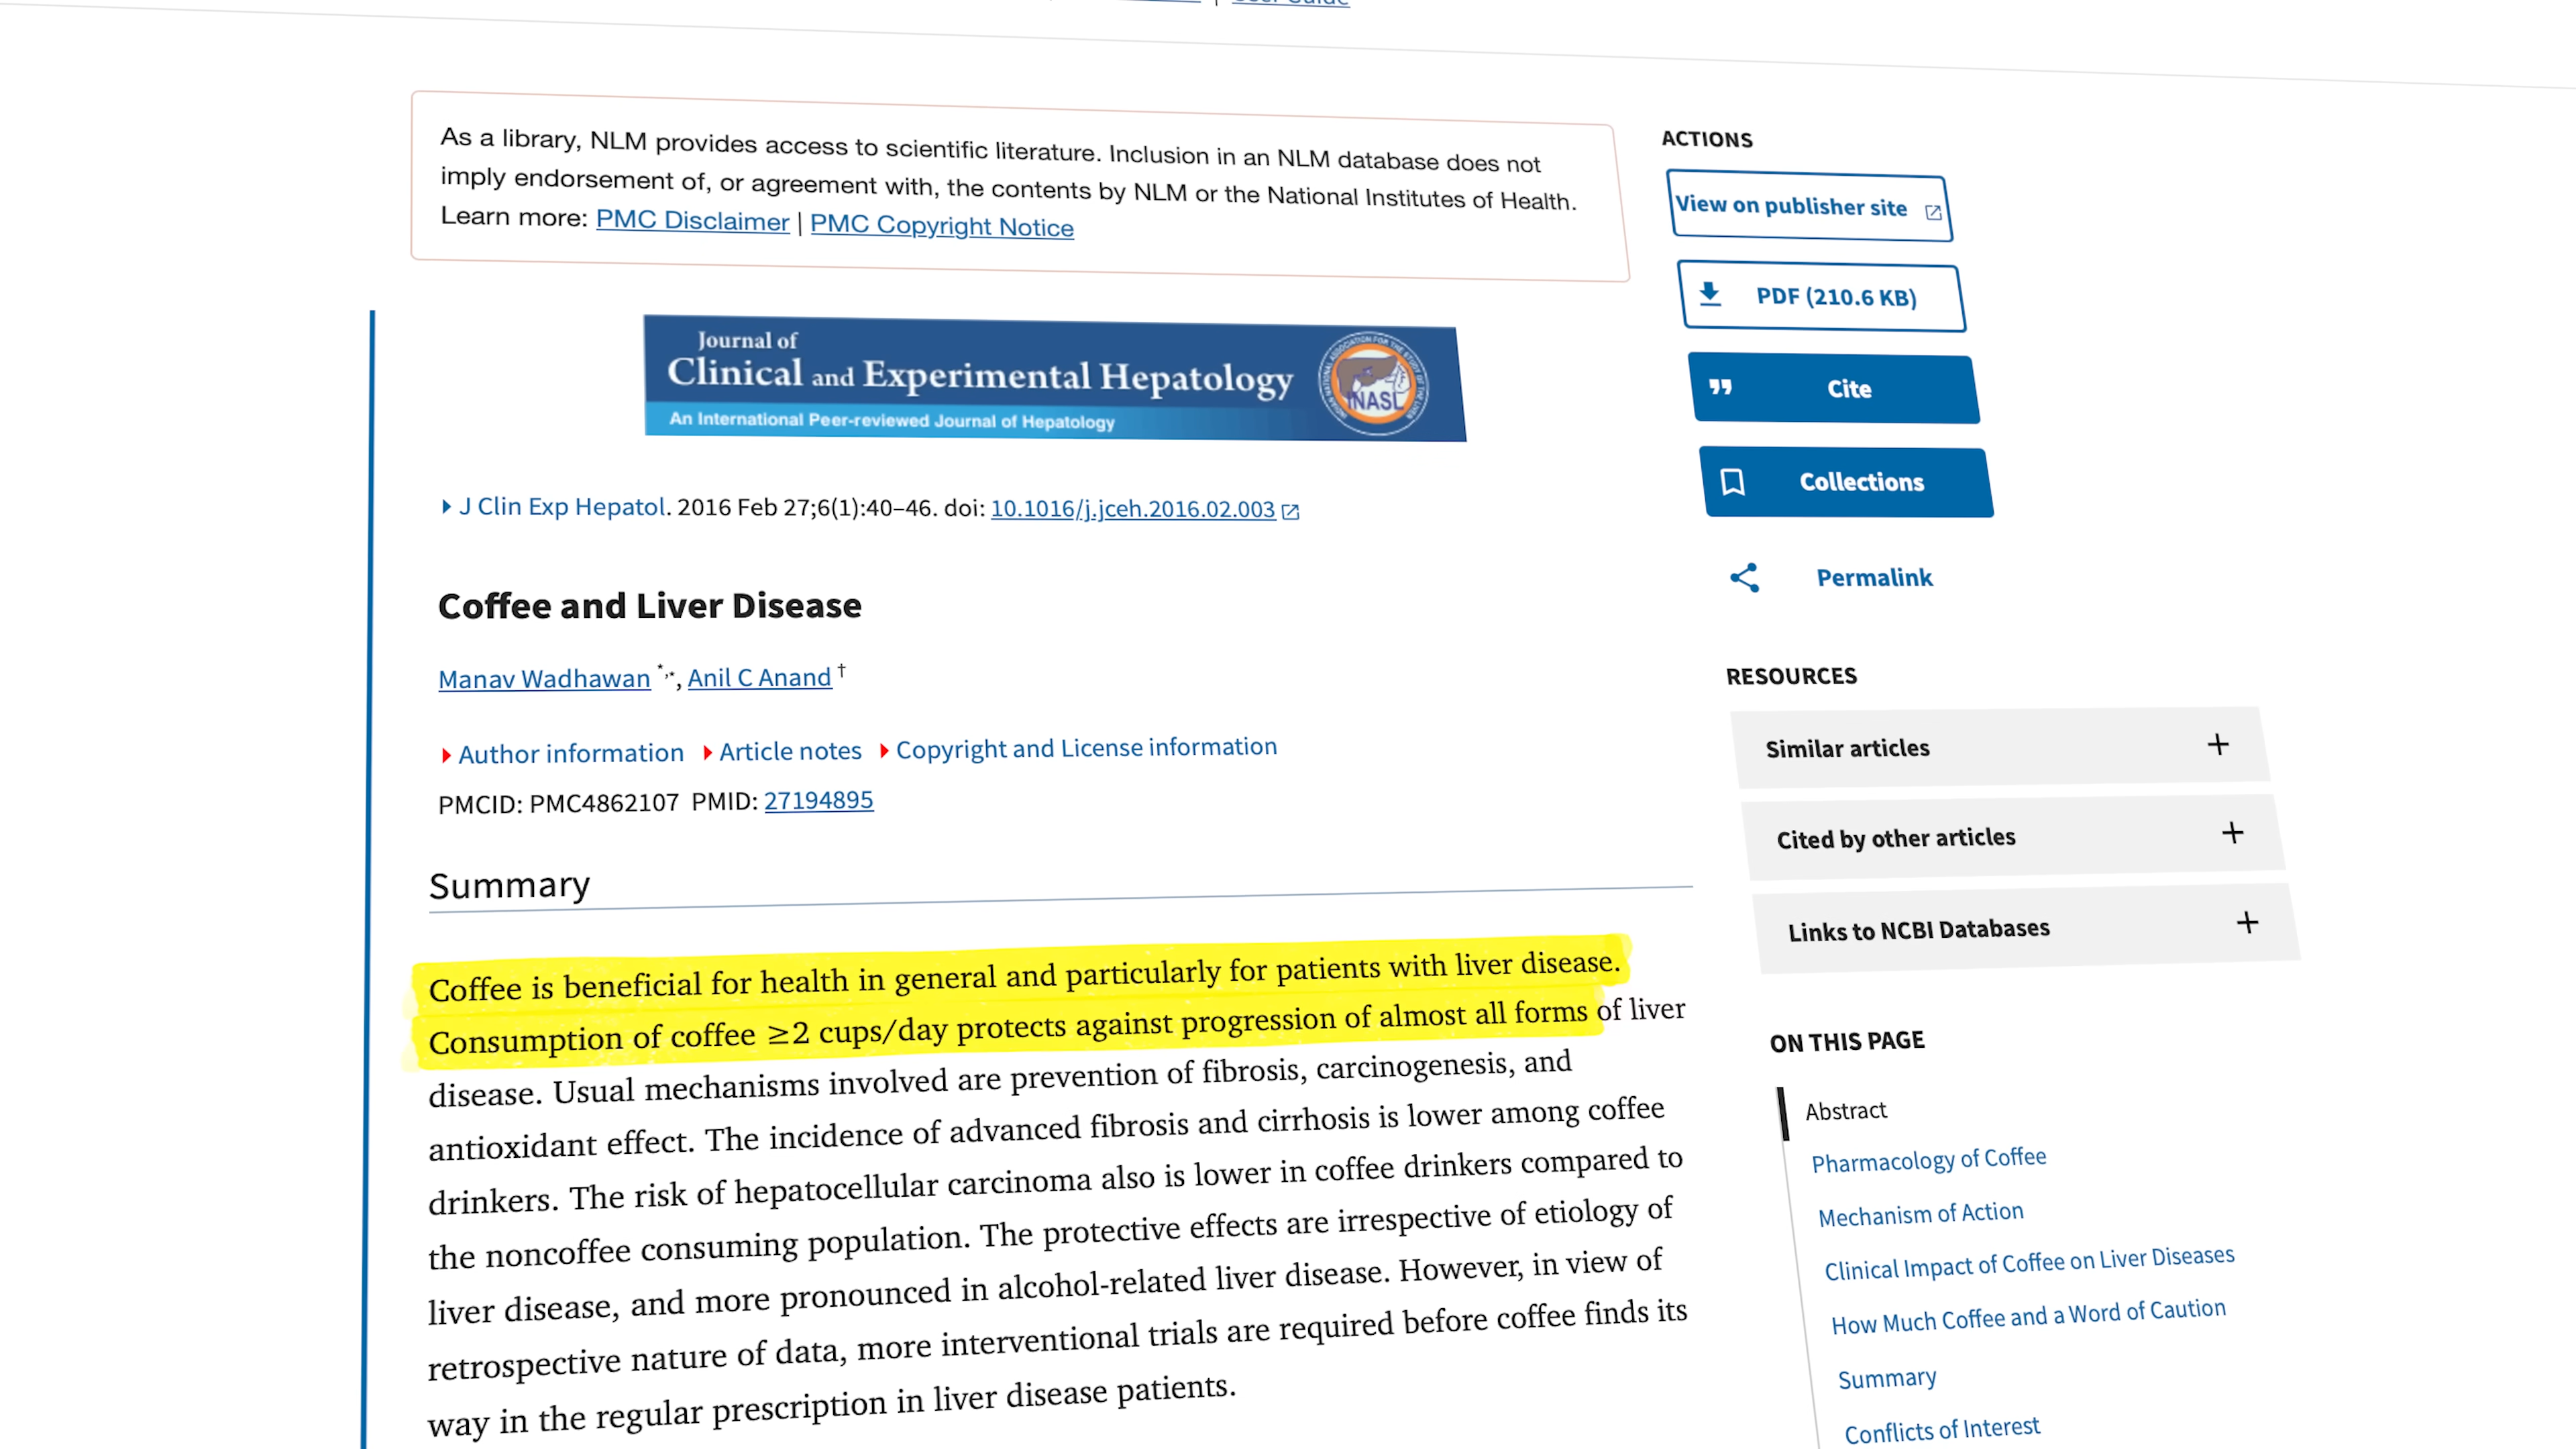 User Guide
As a library, NLM provides access to scientific literature. Inclusion in an NLM database does not
imply endorsement of, or agreement with, the contents by NLM or the National Institutes of Health.
Learn more: PMC Disclaimer | PMC Copyright Notice
Journal of
Clinical and Experimental Hepatology
An International Peer-reviewed Journal of Hepatology
INASL
J Clin Exp Hepatol. 2016 Feb 27;6(1):40–46. doi: 10.1016/j.jceh.2016.02.003
Coffee and Liver Disease
Manav Wadhawan *,*, Anil C Anand †
Author information Article notes Copyright and License information
PMCID: PMC4862107 PMID: 27194895
Summary
Coffee is beneficial for health in general and particularly for patients with liver disease.
Consumption of coffee ≥2 cups/day protects against progression of almost all forms of liver
disease. Usual mechanisms involved are prevention of fibrosis, carcinogenesis, and
antioxidant effect. The incidence of advanced fibrosis and cirrhosis is lower among coffee
drinkers. The risk of hepatocellular carcinoma also is lower in coffee drinkers compared to
the noncoffee consuming population. The protective effects are irrespective of etiology of
liver disease, and more pronounced in alcohol-related liver disease. However, in view of
retrospective nature of data, more interventional trials are required before coffee finds its
way in the regular prescription in liver disease patients.
ACTIONS
View on publisher site
PDF (210.6 KB)
Cite
Collections
Permalink
RESOURCES
Similar articles
Cited by other articles
Links to NCBI Databases
ON THIS PAGE
Abstract
Pharmacology of Coffee
Mechanism of Action
Clinical Impact of Coffee on Liver Diseases
How Much Coffee and a Word of Caution
Summary
Conflicts of Interest